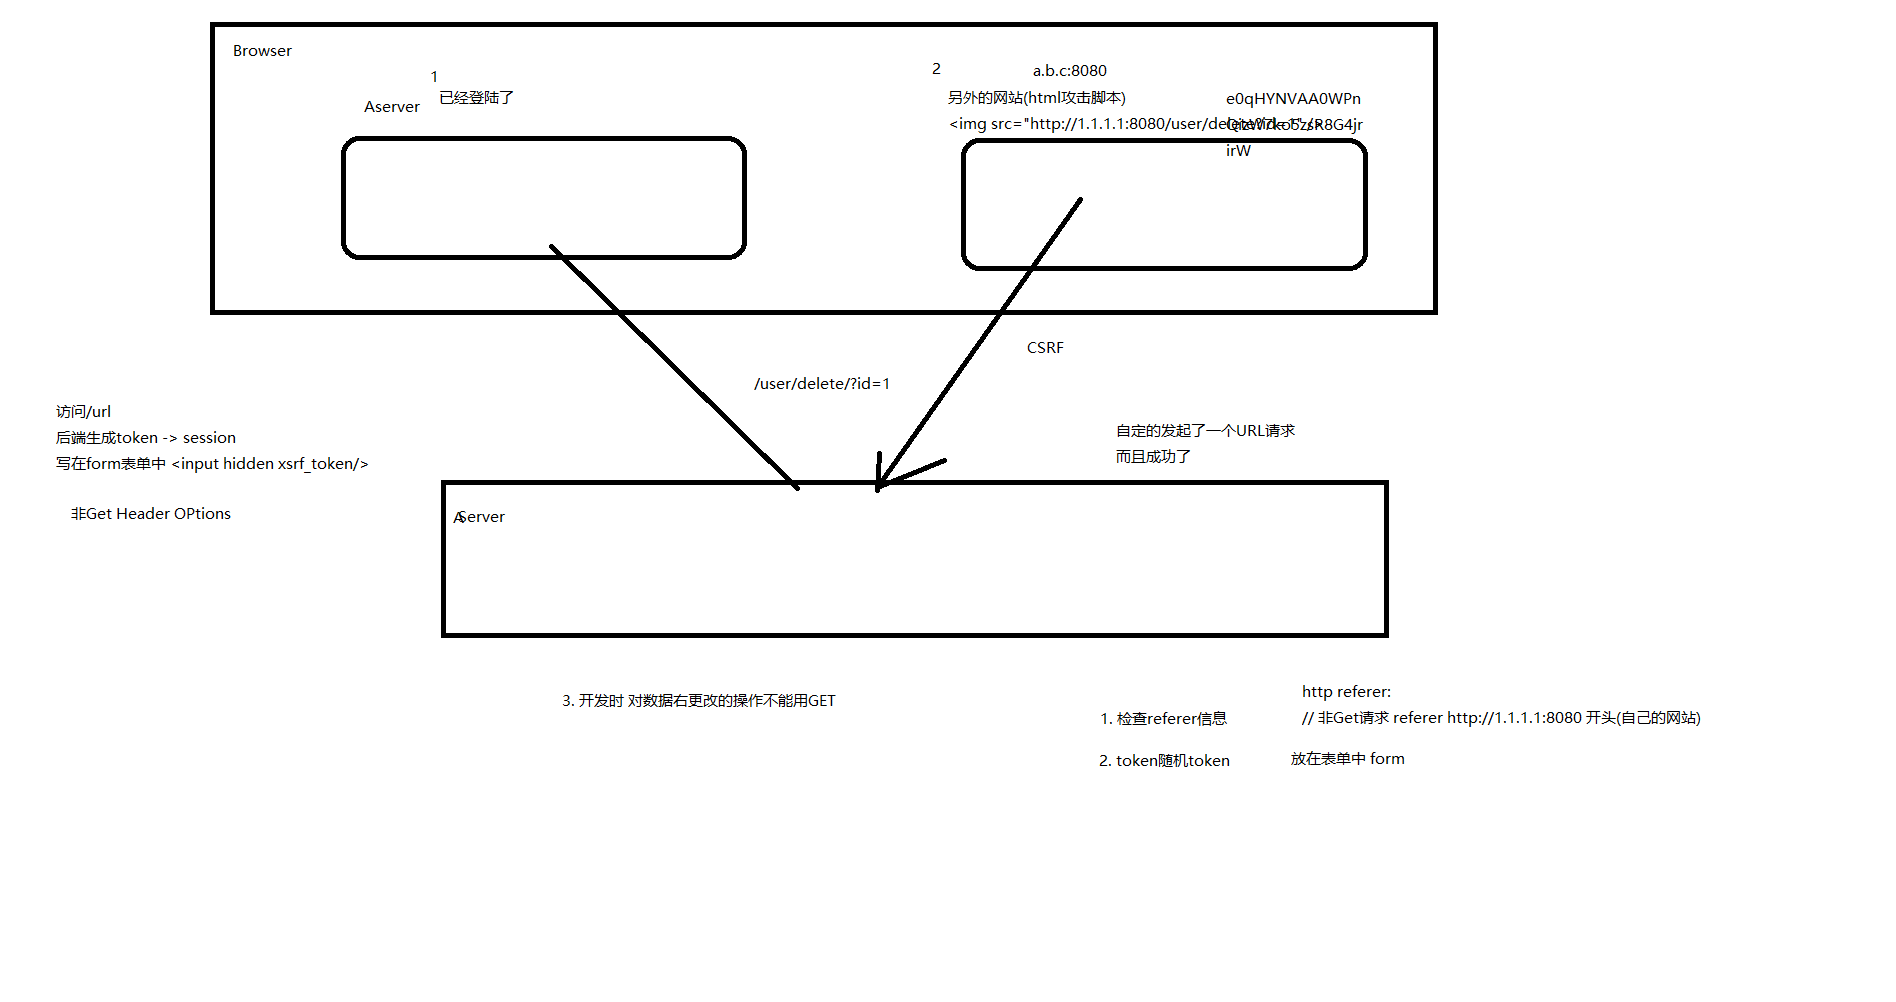 Browser
1
已经登陆了
Aserver
2
a.b.c:8080
另外的网站(html攻击脚本)
<img src="http://1.1.1.1:8080/user/delete?id=1" />
e0qHYNVAA0WPn
irW
CSRF
/user/delete/?id=1
访问/url
后端生成token -> session
写在form表单中 <input hidden xsrf_token/>
非Get Header OPtions
自定的发起了一个URL请求
而且成功了
AServer
3. 开发时 对数据右更改的操作不能用GET
http referer:
1. 检查referer信息
// 非Get请求 referer http://1.1.1.1:8080 开头(自己的网站)
2. token随机token
放在表单中 form